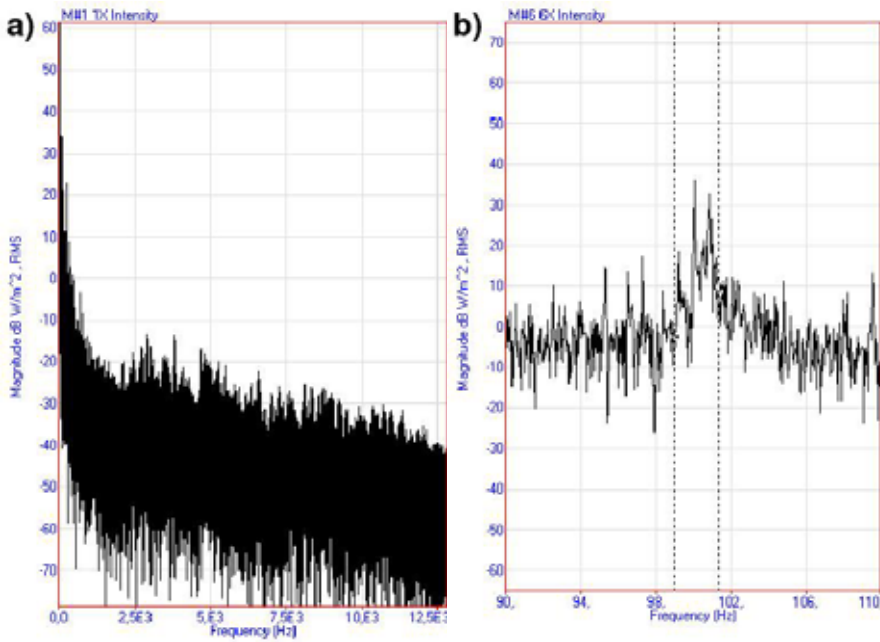 a)
M#1 1X Intensity
Magnitude dB W/m^2 , RMS
60
50
40
30
20
10
0
-10
-20
-30
-40
-50
-60
-70
0,0
2,5E3
5,0E3
7,5E3
10,0E3
12,5E3
Frequency (Hz)
b)
M#6 6X Intensity
Magnitude dB W/m^2 , RMS
70
60
50
40
30
20
10
0
-10
-20
-30
-40
-50
-60
90,
94,
98,
102,
106,
110,
Frequency (Hz)